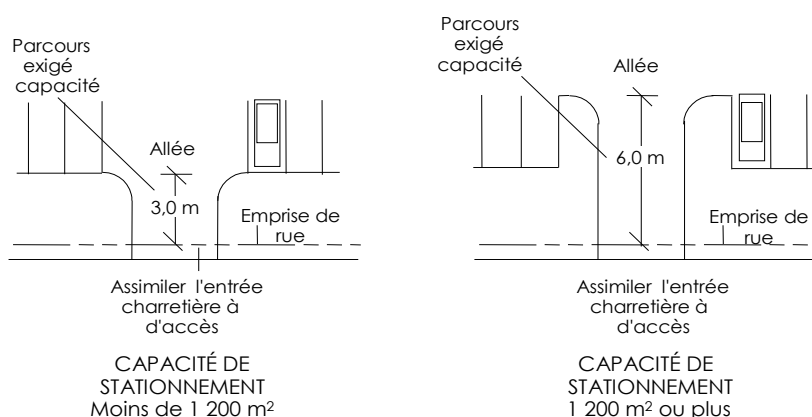 Parcours
exigé
capacité
Allée
3,0 m
Emprise de
rue
Assimiler l'entrée
charretière à
d'accès
CAPACITÉ DE
STATIONNEMENT
Moins de 1 200 m²
Parcours
exigé
capacité
Allée
6,0 m
Emprise de
rue
Assimiler l'entrée
charretière à
d'accès
CAPACITÉ DE
STATIONNEMENT
1 200 m² ou plus